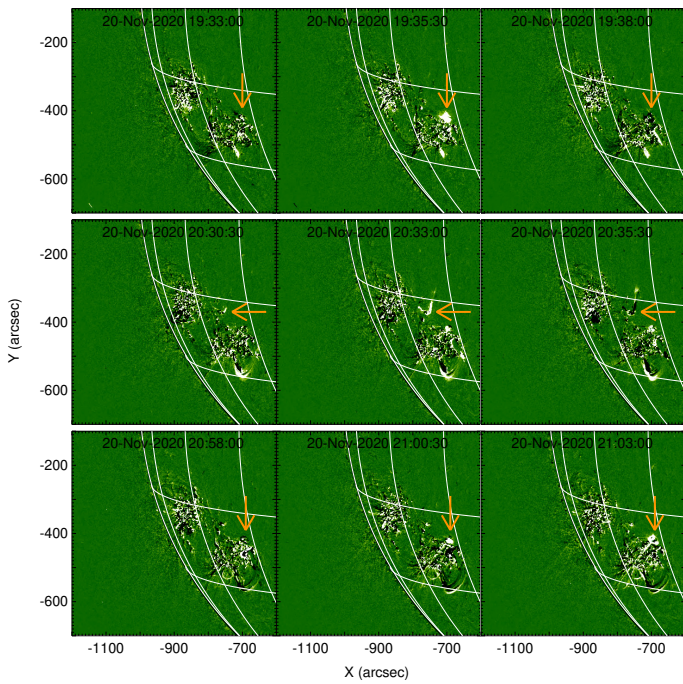 20-Nov-2020 19:33:00 20-Nov-2020 19:35:30 20-Nov-2020 19:38:00
-200
-400
-600
20-Nov-2020 20:30:30 20-Nov-2020 20:33:00 20-Nov-2020 20:35:30
-200
Y (arcsec)
-400
-600
20-Nov-2020 20:58:00 20-Nov-2020 21:00:30 20-Nov-2020 21:03:00
-200
-400
-600
-1100 -900 -700 -1100 -900 -700 -1100 -900 -700
X (arcsec)